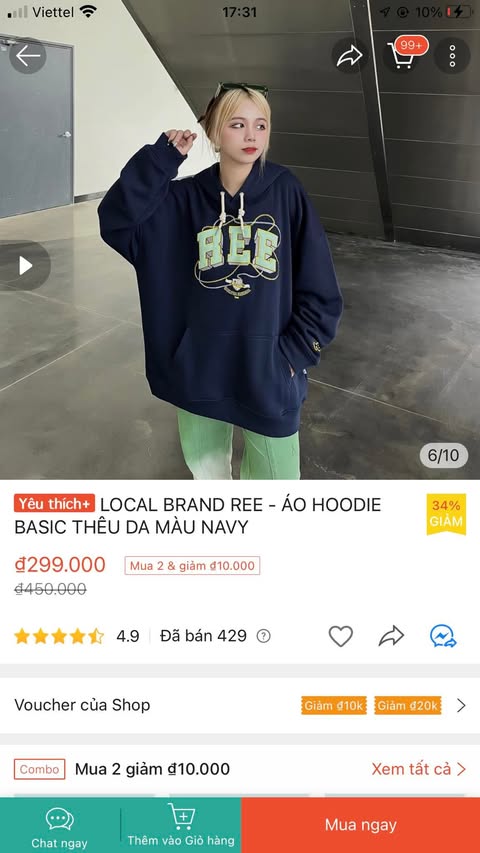 Viettel 17:31 10%
99+
REE
6/10
Yêu thích+ LOCAL BRAND REE - ÁO HOODIE
BASIC THÊU DA MÀU NAVY
34%
GIẢM
₫299.000 Mua 2 & giảm ₫10.000
₫450.000
4.9 Đã bán 429 ?
Voucher của Shop Giảm ₫10k Giảm ₫20k
Combo Mua 2 giảm ₫10.000 Xem tất cả
Chat ngay Thêm vào Giỏ hàng Mua ngay